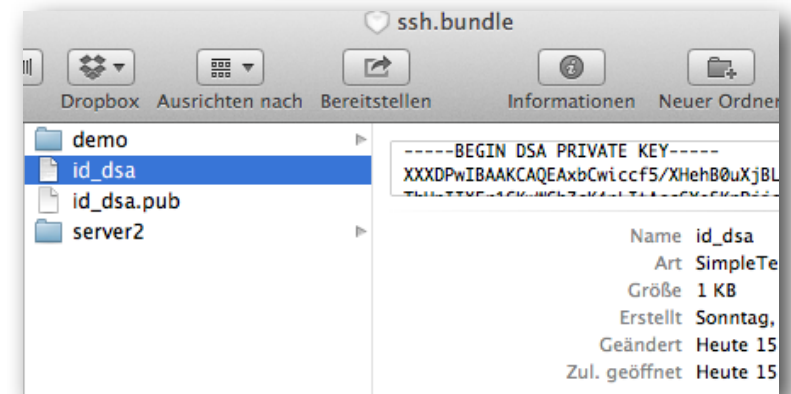 ssh.bundle
Dropbox Ausrichten nach Bereitstellen Informationen Neuer Ordner
demo
id_dsa
id_dsa.pub
server2
-----BEGIN DSA PRIVATE KEY-----
XXXDPwIBAAKCAQEAxbCwiccf5/XHehB0uXjBL
Name id_dsa
Art SimpleTe
Größe 1 KB
Erstellt Sonntag,
Geändert Heute 15
Zul. geöffnet Heute 15